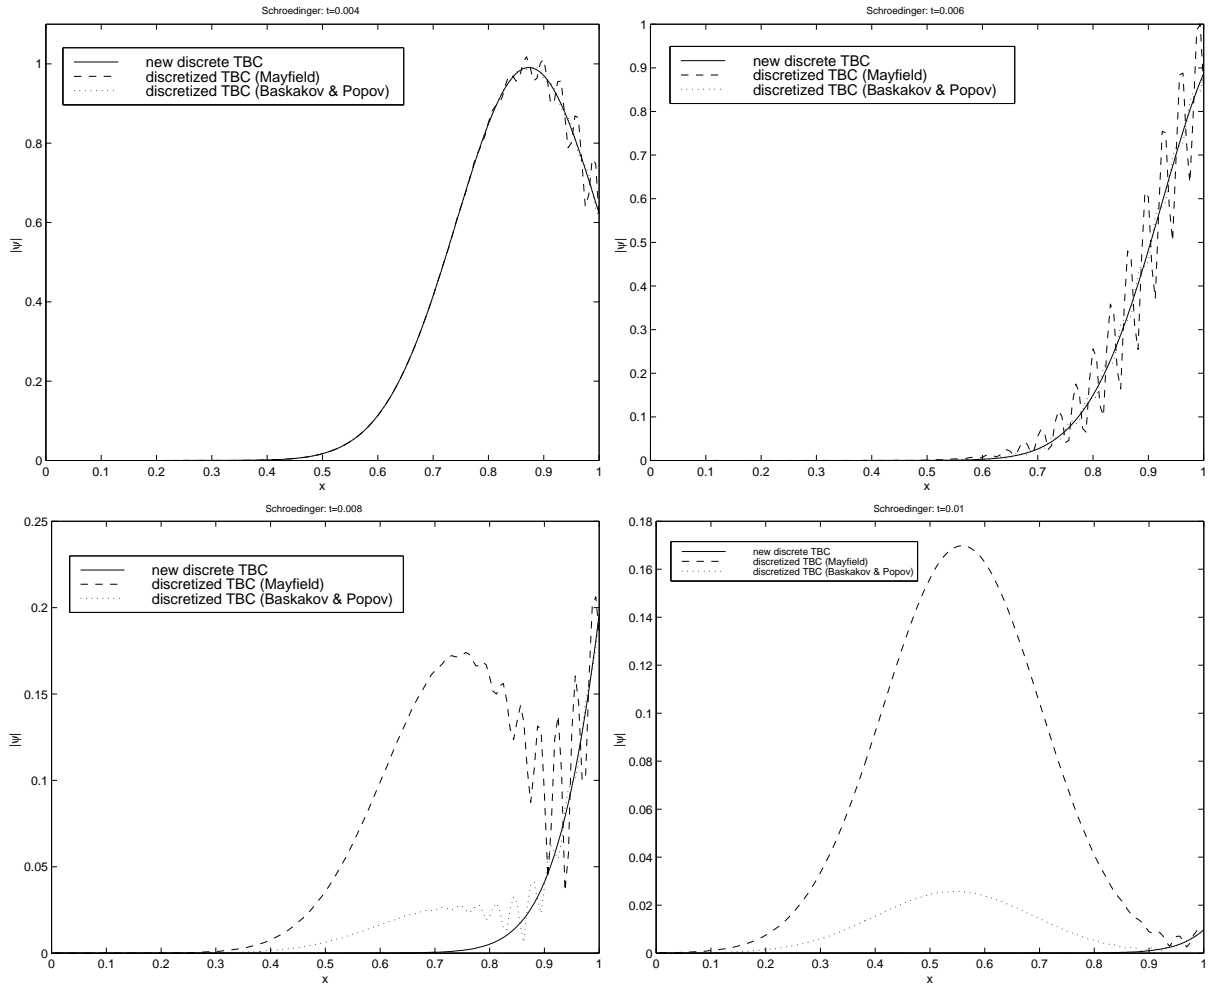 Schroedinger: t=0.004
new discrete TBC
discretized TBC (Mayfield)
discretized TBC (Baskakov & Popov)
1
0.8
0.6
0.4
0.2
0
|ψ|
0 0.1 0.2 0.3 0.4 0.5 0.6 0.7 0.8 0.9 1
x
Schroedinger: t=0.006
new discrete TBC
discretized TBC (Mayfield)
discretized TBC (Baskakov & Popov)
1
0.9
0.8
0.7
0.6
0.5
0.4
0.3
0.2
0.1
0
|ψ|
0 0.1 0.2 0.3 0.4 0.5 0.6 0.7 0.8 0.9 1
x
Schroedinger: t=0.008
new discrete TBC
discretized TBC (Mayfield)
discretized TBC (Baskakov & Popov)
0.25
0.2
0.15
0.1
0.05
0
|ψ|
0 0.1 0.2 0.3 0.4 0.5 0.6 0.7 0.8 0.9 1
x
Schroedinger: t=0.01
new discrete TBC
discretized TBC (Mayfield)
discretized TBC (Baskakov & Popov)
0.18
0.16
0.14
0.12
0.1
0.08
0.06
0.04
0.02
0
|ψ|
0 0.1 0.2 0.3 0.4 0.5 0.6 0.7 0.8 0.9 1
x